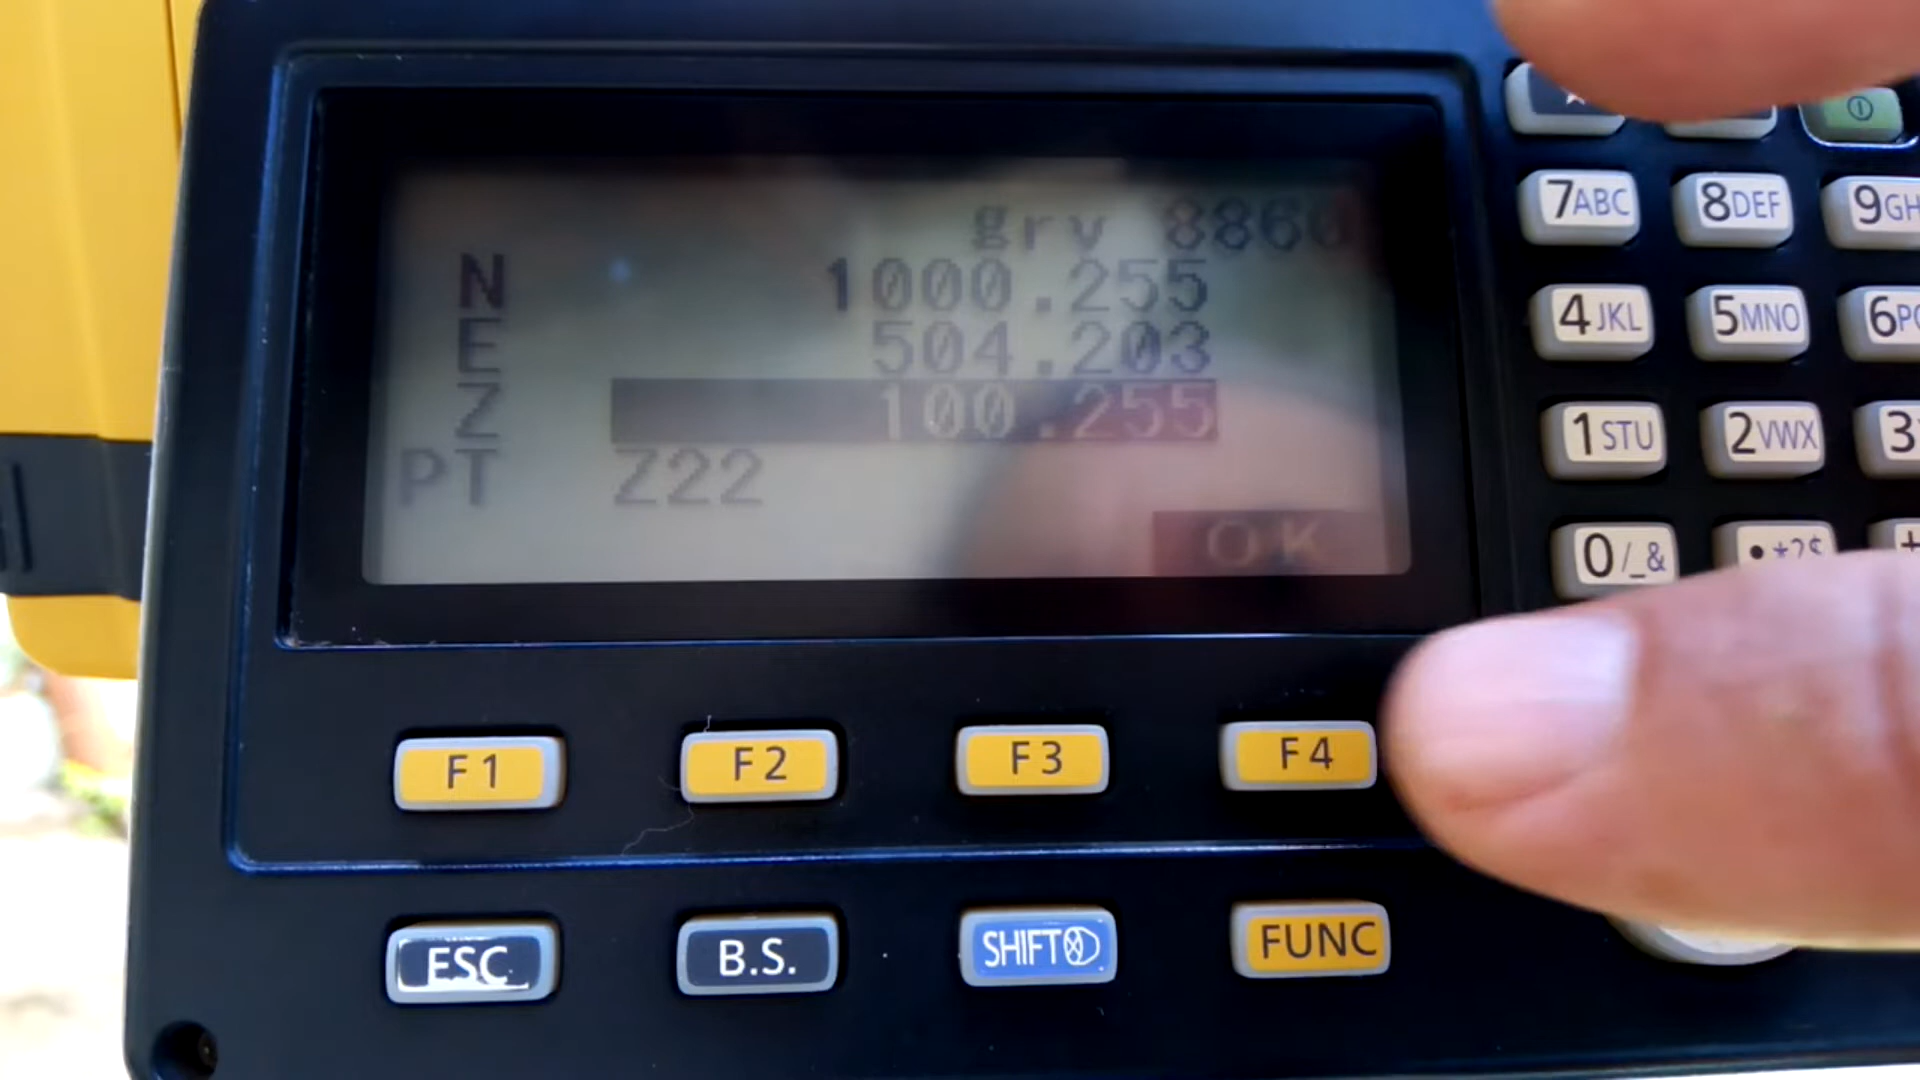 grv 8860
N 1000.255
E 504.203
Z 100.255
PT Z22
OK
7ABC 8DEF 9GH
4JKL 5MNO 6P
1STU 2VWX 3
0/_& •*?$ +
F1 F2 F3 F4
ESC B.S. SHIFT FUNC